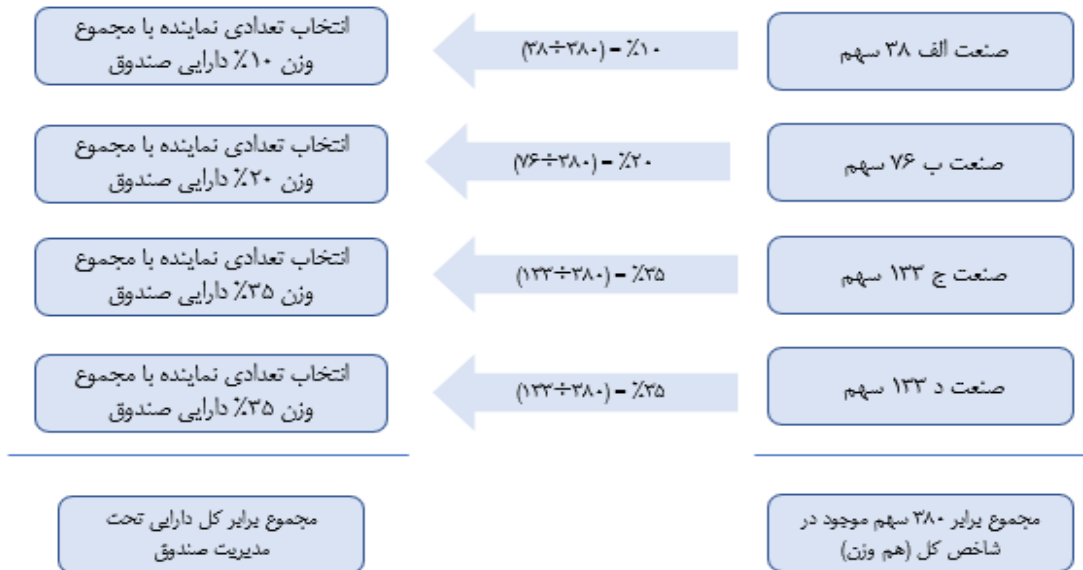 صنعت الف ۳۸ سهم
(۳۸÷۳۸۰) = ٪۱۰
انتخاب تعدادی نماینده با مجموع
وزن ۱۰٪ دارایی صندوق
صنعت ب ۷۶ سهم
(۷۶÷۳۸۰) = ٪۲۰
انتخاب تعدادی نماینده با مجموع
وزن ۲۰٪ دارایی صندوق
صنعت ج ۱۳۳ سهم
(۱۳۳÷۳۸۰) = ٪۳۵
انتخاب تعدادی نماینده با مجموع
وزن ۳۵٪ دارایی صندوق
صنعت د ۱۳۳ سهم
(۱۳۳÷۳۸۰) = ٪۳۵
انتخاب تعدادی نماینده با مجموع
وزن ۳۵٪ دارایی صندوق
مجموع برابر ۳۸۰ سهم موجود در
شاخص کل (هم وزن)
مجموع برابر کل دارایی تحت
مدیریت صندوق